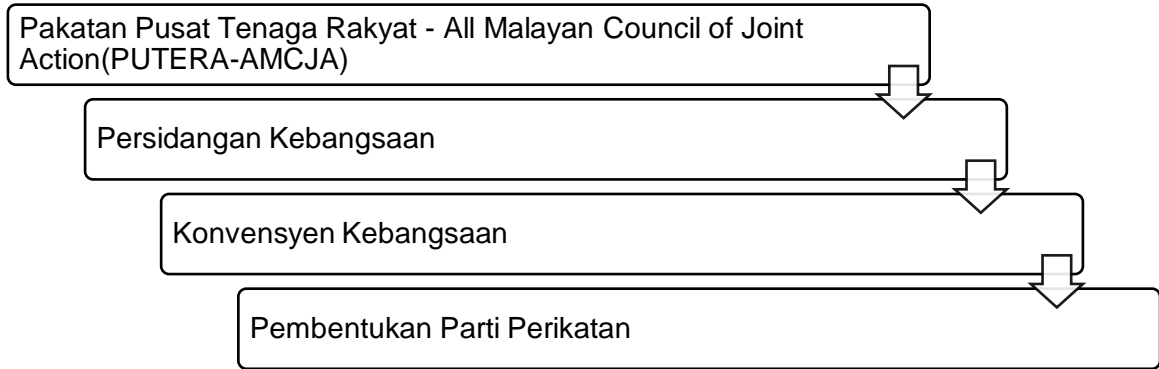 Pakatan Pusat Tenaga Rakyat - All Malayan Council of Joint
Action(PUTERA-AMCJA)
Persidangan Kebangsaan
Konvensyen Kebangsaan
Pembentukan Parti Perikatan